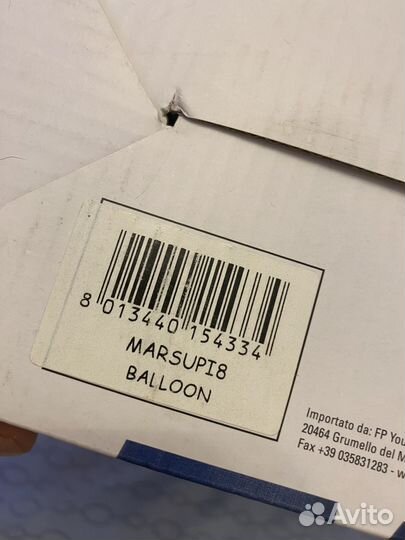 8 013440 154334
MARSUPI8
BALLOON
Importato da: FP You
20464 Grumello del M
Fax +39 035831283 - w
Avito